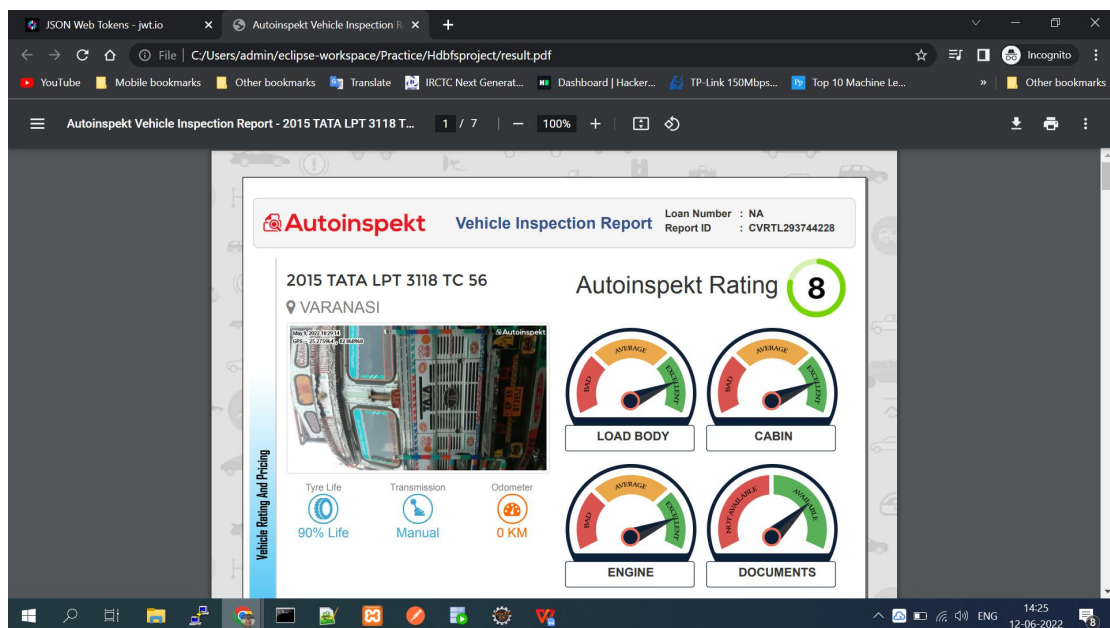 JSON Web Tokens - jwt.io
Autoinspekt Vehicle Inspection R
File | C:/Users/admin/eclipse-workspace/Practice/Hdbfsproject/result.pdf
Incognito
YouTube
Mobile bookmarks
Other bookmarks
Translate
IRCTC Next Generat...
Dashboard | Hacker...
TP-Link 150Mbps...
Top 10 Machine Le...
»
Other bookmarks
Autoinspekt Vehicle Inspection Report - 2015 TATA LPT 3118 T...
1 / 7
100%
Autoinspekt
Vehicle Inspection Report
Loan Number : NA
Report ID : CVRTL293744228
2015 TATA LPT 3118 TC 56
VARANASI
Autoinspekt Rating
8
Autoinspekt
TATA
BAD
AVERAGE
EXCELLENT
LOAD BODY
BAD
AVERAGE
EXCELLENT
CABIN
Vehicle Rating And Pricing
Tyre Life
90% Life
Transmission
Manual
Odometer
0 KM
BAD
AVERAGE
EXCELLENT
ENGINE
NOT AVAILABLE
AVAILABLE
DOCUMENTS
ENG
14:25
12-06-2022
8